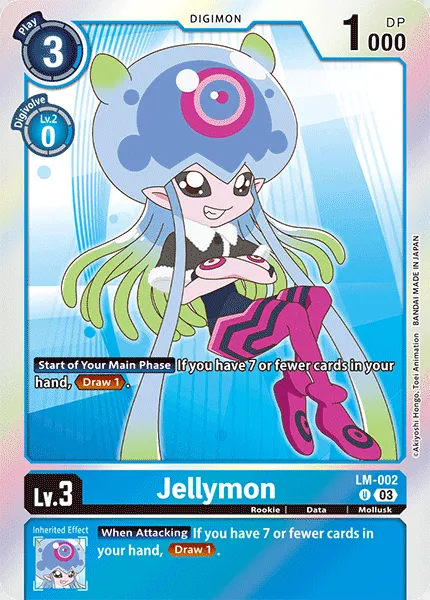 Play
3
DIGIMON
DP
1000
Digivolve
Lv.2
0
Start of Your Main Phase If you have 7 or fewer cards in your
hand, Draw 1.
©Akiyoshi Hongo, Toei Animation BANDAI MADE IN JAPAN
Lv.3
Jellymon
LM-002
U 03
Rookie Data Mollusk
Inherited Effect
When Attacking If you have 7 or fewer cards in
your hand, Draw 1.